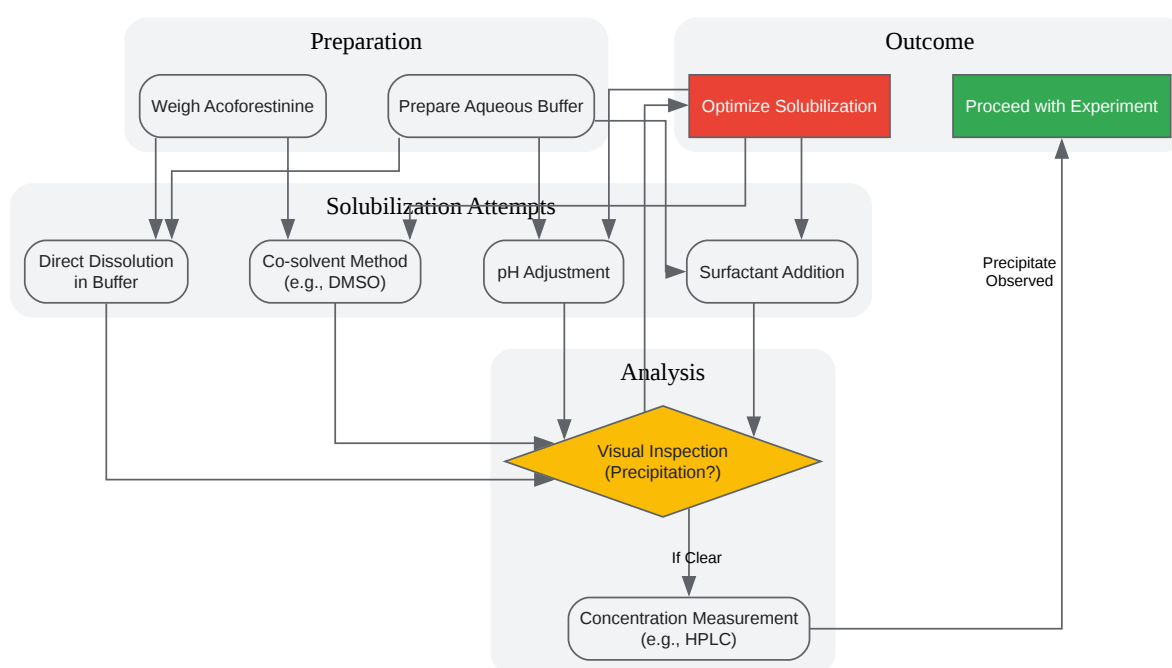 Preparation
Outcome
Weigh Acoforestinine
Prepare Aqueous Buffer
Optimize Solubilization
Proceed with Experiment
Solubilization Attempts
Direct Dissolution
in Buffer
Co-solvent Method
(e.g., DMSO)
pH Adjustment
Surfactant Addition
Precipitate
Observed
Analysis
Visual Inspection
(Precipitation?)
If Clear
Concentration Measurement
(e.g., HPLC)